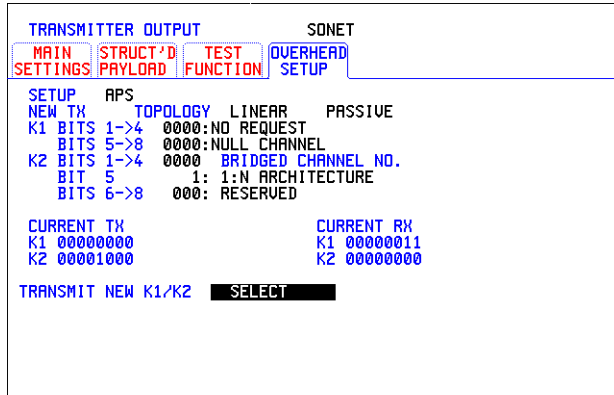 TRANSMITTER OUTPUT SONET
MAIN SETTINGS STRUCT'D PAYLOAD TEST FUNCTION OVERHEAD SETUP
SETUP APS
NEW TX TOPOLOGY LINEAR PASSIVE
K1 BITS 1->4 0000:NO REQUEST
BITS 5->8 0000:NULL CHANNEL
K2 BITS 1->4 0000 BRIDGED CHANNEL NO.
BIT 5 1: 1:N ARCHITECTURE
BITS 6->8 000: RESERVED
CURRENT TX CURRENT RX
K1 00000000 K1 00000011
K2 00001000 K2 00000000
TRANSMIT NEW K1/K2 SELECT